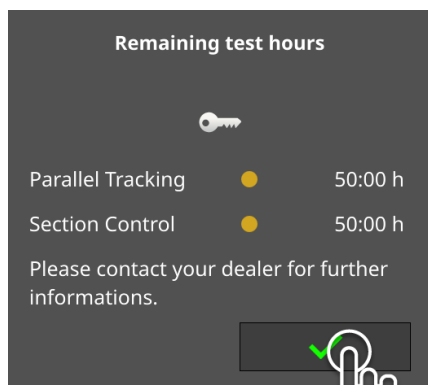 Remaining test hours
Parallel Tracking 50:00 h
Section Control 50:00 h
Please contact your dealer for further
informations.